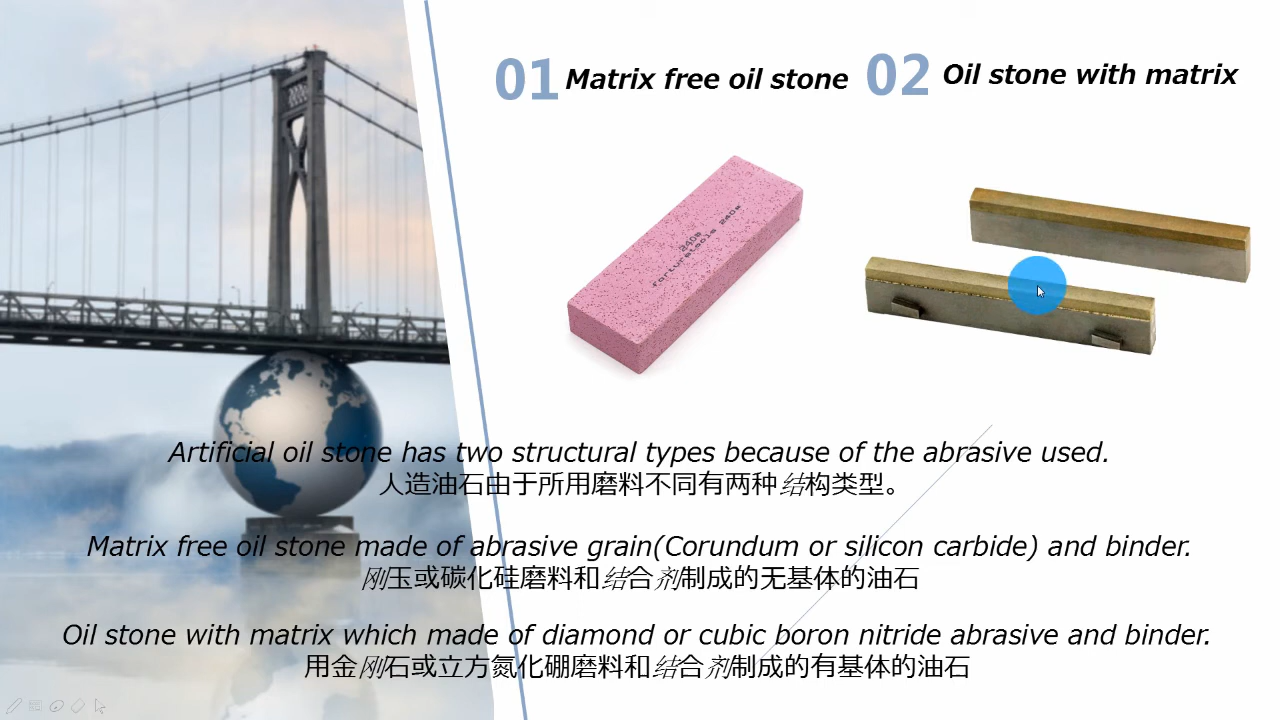 01 Matrix free oil stone
02 Oil stone with matrix
240#
fortunetools 240#
Artificial oil stone has two structural types because of the abrasive used.
人造油石由于所用磨料不同有两种结构类型。
Matrix free oil stone made of abrasive grain(Corundum or silicon carbide) and binder.
刚玉或碳化硅磨料和结合剂制成的无基体的油石
Oil stone with matrix which made of diamond or cubic boron nitride abrasive and binder.
用金刚石或立方氮化硼磨料和结合剂制成的有基体的油石